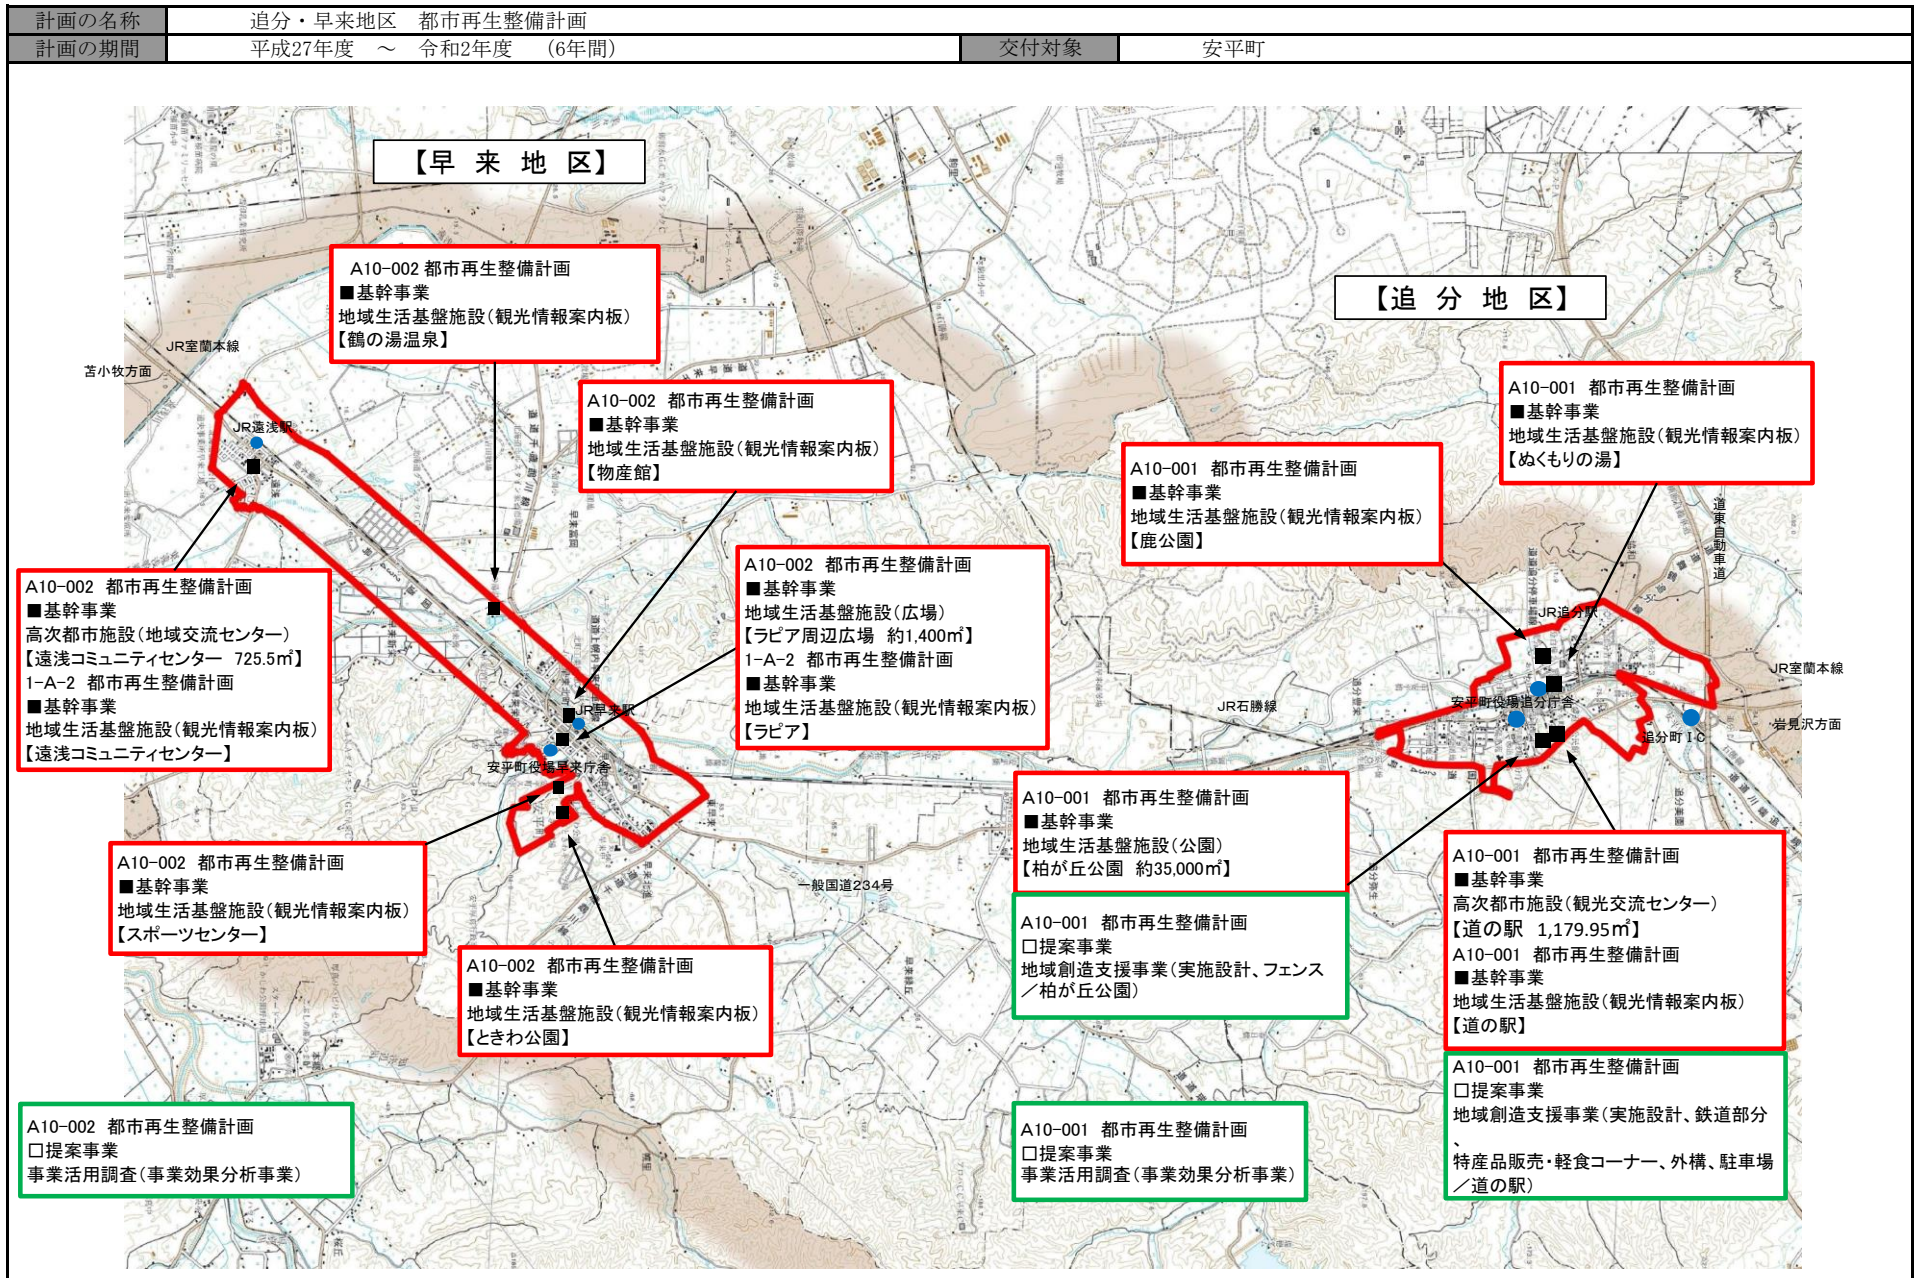 計画の名称 追分・早来地区 都市再生整備計画
計画の期間 平成27年度 ～ 令和2年度 (6年間) 交付対象 安平町
【早 来 地 区】
【追 分 地 区】
A10-002 都市再生整備計画
■基幹事業
地域生活基盤施設(観光情報案内板)
【鶴の湯温泉】
JR室蘭本線
苫小牧方面
JR遠浅駅
A10-002 都市再生整備計画
■基幹事業
地域生活基盤施設(観光情報案内板)
【物産館】
A10-001 都市再生整備計画
■基幹事業
地域生活基盤施設(観光情報案内板)
【ぬくもりの湯】
A10-001 都市再生整備計画
■基幹事業
地域生活基盤施設(観光情報案内板)
【鹿公園】
道東自動車道
A10-002 都市再生整備計画
■基幹事業
高次都市施設(地域交流センター)
【遠浅コミュニティセンター 725.5㎡】
1-A-2 都市再生整備計画
■基幹事業
地域生活基盤施設(観光情報案内板)
【遠浅コミュニティセンター】
A10-002 都市再生整備計画
■基幹事業
地域生活基盤施設(広場)
【ラピア周辺広場 約1,400㎡】
1-A-2 都市再生整備計画
■基幹事業
地域生活基盤施設(観光情報案内板)
【ラピア】
JR早来駅
安平町役場早来庁舎
JR追分駅
JR室蘭本線
安平町役場追分庁舎
JR石勝線
追分町IC
岩見沢方面
A10-001 都市再生整備計画
■基幹事業
地域生活基盤施設(公園)
【柏が丘公園 約35,000㎡】
A10-001 都市再生整備計画
□提案事業
地域創造支援事業(実施設計、フェンス
／柏が丘公園)
A10-002 都市再生整備計画
■基幹事業
地域生活基盤施設(観光情報案内板)
【スポーツセンター】
一般国道234号
A10-002 都市再生整備計画
■基幹事業
地域生活基盤施設(観光情報案内板)
【ときわ公園】
A10-001 都市再生整備計画
■基幹事業
高次都市施設(観光交流センター)
【道の駅 1,179.95㎡】
A10-001 都市再生整備計画
■基幹事業
地域生活基盤施設(観光情報案内板)
【道の駅】
A10-001 都市再生整備計画
□提案事業
地域創造支援事業(実施設計、鉄道部分
、
特産品販売・軽食コーナー、外構、駐車場
／道の駅)
A10-002 都市再生整備計画
□提案事業
事業活用調査(事業効果分析事業)
A10-001 都市再生整備計画
□提案事業
事業活用調査(事業効果分析事業)